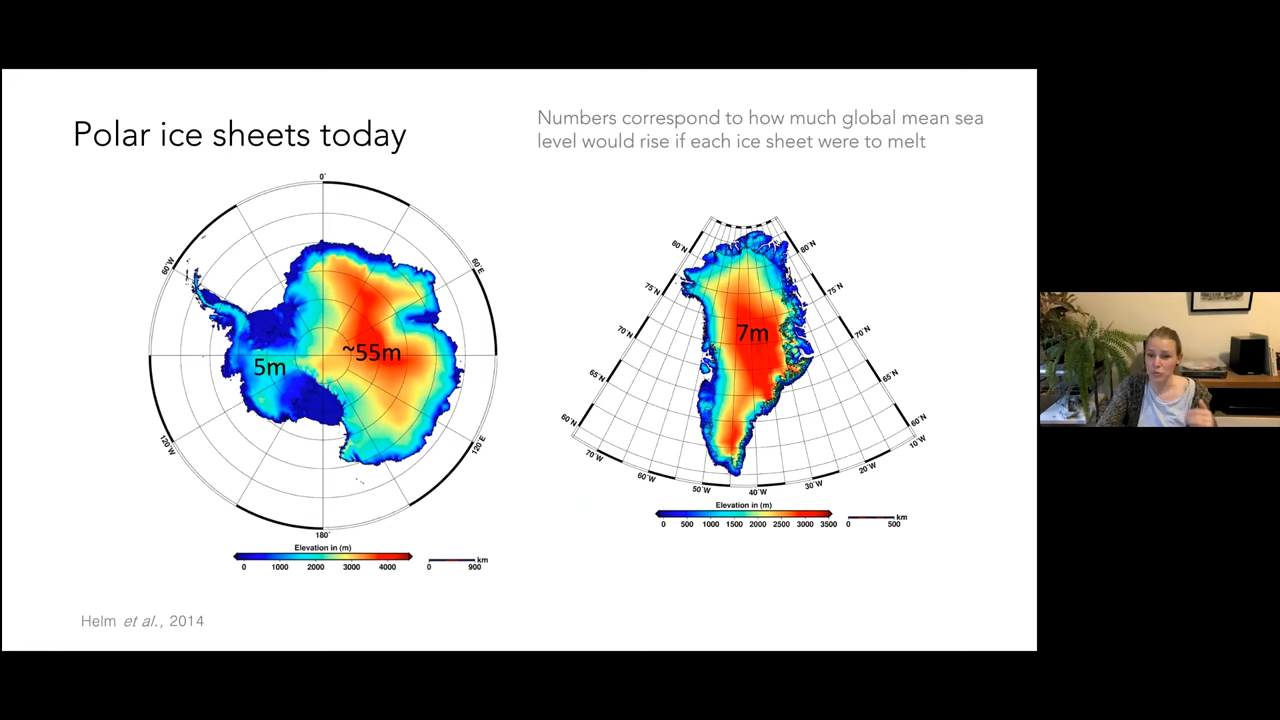 Polar ice sheets today
Numbers correspond to how much global mean sea
level would rise if each ice sheet were to melt
0°
60°W
60°E
5m
~55m
120°W
120°E
180°
Elevation in (m)
0 1000 2000 3000 4000
km
0 900
80°N
80°N
75°N
75°N
70°N
70°N
7m
65°N
65°N
60°N
60°N
70°W
60°W
50°W
40°W
30°W
20°W
10°W
Elevation in (m)
0 500 1000 1500 2000 2500 3000 3500
km
0 500
Helm et al., 2014